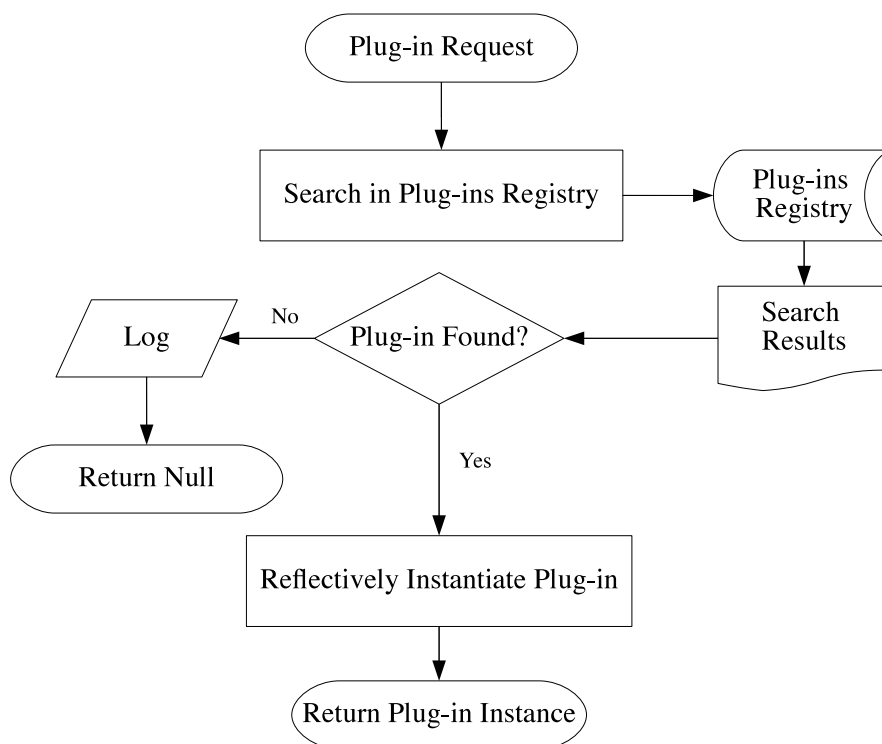 Plug-in Request
Search in Plug-ins Registry
Plug-ins
Registry
Search
Results
Plug-in Found?
No
Log
Return Null
Yes
Reflectively Instantiate Plug-in
Return Plug-in Instance